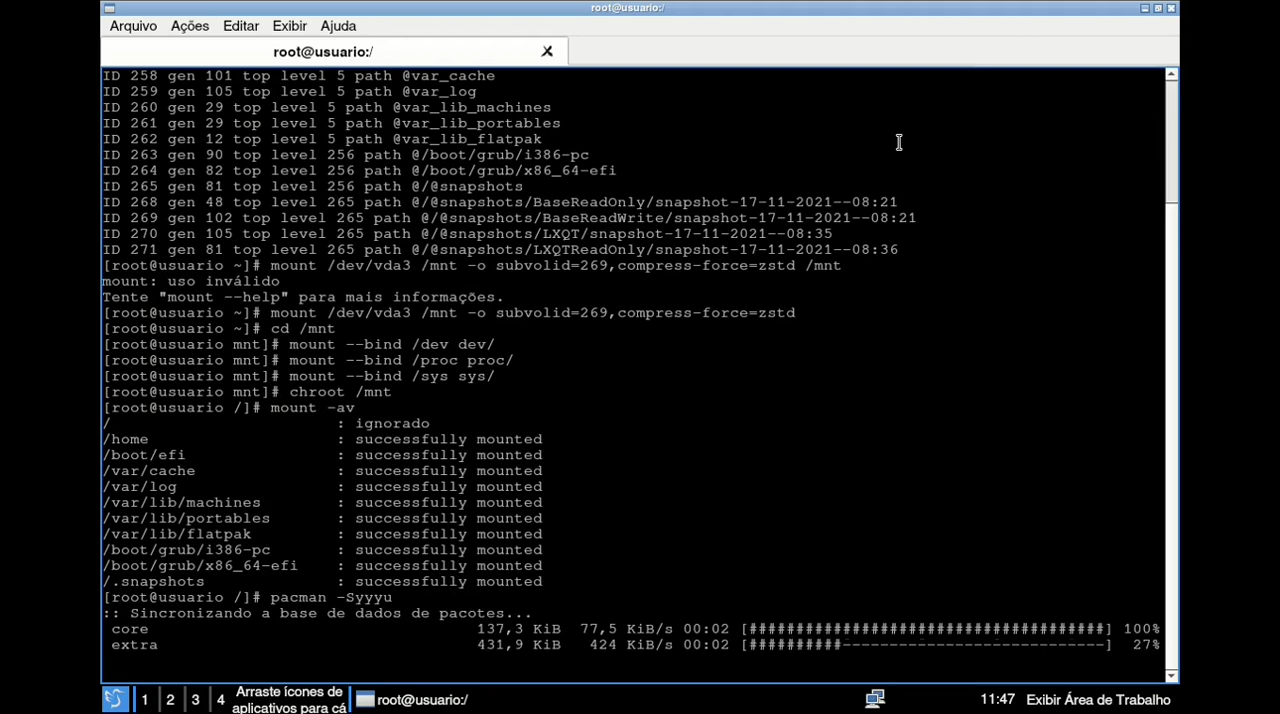 root@usuario:/
Arquivo Ações Editar Exibir Ajuda
root@usuario:/
ID 258 gen 101 top level 5 path @var_cache
ID 259 gen 105 top level 5 path @var_log
ID 260 gen 29 top level 5 path @var_lib_machines
ID 261 gen 29 top level 5 path @var_lib_portables
ID 262 gen 12 top level 5 path @var_lib_flatpak
ID 263 gen 90 top level 256 path @/boot/grub/i386-pc
ID 264 gen 82 top level 256 path @/boot/grub/x86_64-efi
ID 265 gen 81 top level 256 path @/@snapshots
ID 268 gen 48 top level 265 path @/@snapshots/BaseReadOnly/snapshot-17-11-2021--08:21
ID 269 gen 102 top level 265 path @/@snapshots/BaseReadWrite/snapshot-17-11-2021--08:21
ID 270 gen 105 top level 265 path @/@snapshots/LXQT/snapshot-17-11-2021--08:35
ID 271 gen 81 top level 265 path @/@snapshots/LXQTReadOnly/snapshot-17-11-2021--08:36
[root@usuario ~]# mount /dev/vda3 /mnt -o subvolid=269,compress-force=zstd /mnt
mount: uso inválido
Tente "mount --help" para mais informações.
[root@usuario ~]# mount /dev/vda3 /mnt -o subvolid=269,compress-force=zstd
[root@usuario ~]# cd /mnt
[root@usuario mnt]# mount --bind /dev dev/
[root@usuario mnt]# mount --bind /proc proc/
[root@usuario mnt]# mount --bind /sys sys/
[root@usuario mnt]# chroot /mnt
[root@usuario /]# mount -av
/ : ignorado
/home : successfully mounted
/boot/efi : successfully mounted
/var/cache : successfully mounted
/var/log : successfully mounted
/var/lib/machines : successfully mounted
/var/lib/portables : successfully mounted
/var/lib/flatpak : successfully mounted
/boot/grub/i386-pc : successfully mounted
/boot/grub/x86_64-efi : successfully mounted
/.snapshots : successfully mounted
[root@usuario /]# pacman -Syyyu
:: Sincronizando a base de dados de pacotes...
core 137,3 KiB 77,5 KiB/s 00:02 [######################################] 100%
extra 431,9 KiB 424 KiB/s 00:02 [##########----------------------------] 27%
1 2 3 4 Arraste ícones de
aplicativos para cá
root@usuario:/
11:47 Exibir Área de Trabalho